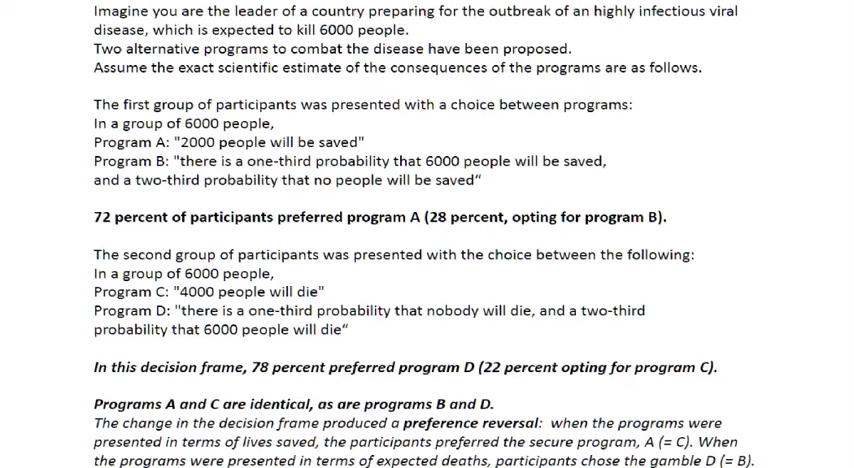 Imagine you are the leader of a country preparing for the outbreak of an highly infectious viral
disease, which is expected to kill 6000 people.
Two alternative programs to combat the disease have been proposed.
Assume the exact scientific estimate of the consequences of the programs are as follows.
The first group of participants was presented with a choice between programs:
In a group of 6000 people,
Program A: "2000 people will be saved"
Program B: "there is a one-third probability that 6000 people will be saved,
and a two-third probability that no people will be saved“
72 percent of participants preferred program A (28 percent, opting for program B).
The second group of participants was presented with the choice between the following:
In a group of 6000 people,
Program C: "4000 people will die"
Program D: "there is a one-third probability that nobody will die, and a two-third
probability that 6000 people will die“
In this decision frame, 78 percent preferred program D (22 percent opting for program C).
Programs A and C are identical, as are programs B and D.
The change in the decision frame produced a preference reversal: when the programs were
presented in terms of lives saved, the participants preferred the secure program, A (= C). When
the programs were presented in terms of expected deaths, participants chose the gamble D (= B).